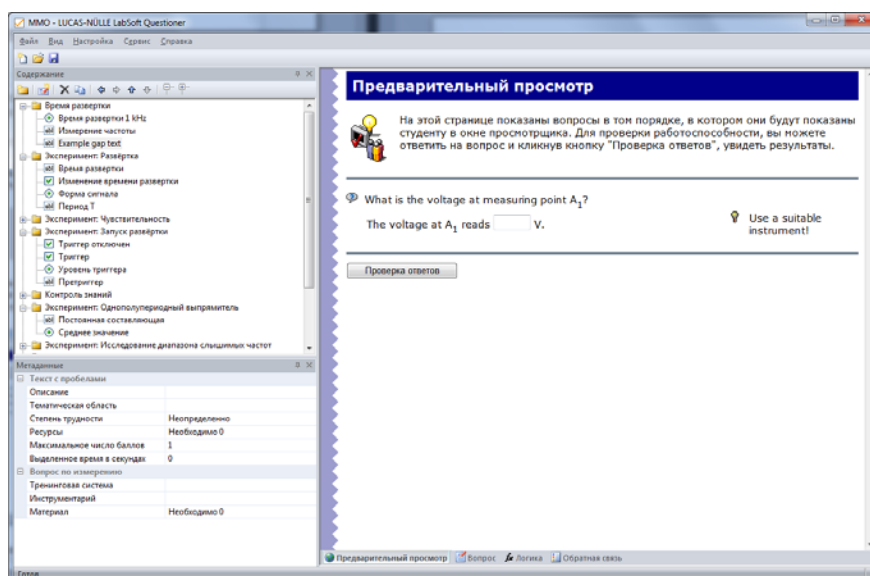 MMO - LUCAS-NÜLLE LabSoft Questioner
Файл Вид Настройка Сервис Справка
Содержание
Время развертки
Время развертки 1 kHz
Измерение частоты
Example gap text
Эксперимент: Развёртка
Время развертки
Изменение времени развертки
Форма сигнала
Период T
Эксперимент: Чувствительность
Эксперимент: Запуск развёртки
Триггер отключен
Триггер
Уровень триггера
Претриггер
Контроль знаний
Эксперимент: Однополупериодный выпрямитель
Постоянная составляющая
Среднее значение
Эксперимент: Исследование диапазона слышимых частот
Метаданные
Текст с пробелами
Описание
Тематическая область
Степень трудности Неопределенно
Ресурсы Необходимо 0
Максимальное число баллов 1
Выделенное время в секундах 0
Вопрос по измерению
Тренинговая система
Инструментарий
Материал Необходимо 0
Готов
Предварительный просмотр
На этой странице показаны вопросы в том порядке, в котором они будут показаны
студенту в окне просмотрщика. Для проверки работоспособности, вы можете
ответить на вопрос и кликнув кнопку "Проверка ответов", увидеть результаты.
What is the voltage at measuring point A1?
The voltage at A1 reads V.
Use a suitable
instrument!
Проверка ответов
Предварительный просмотр Вопрос Логика Обратная связь